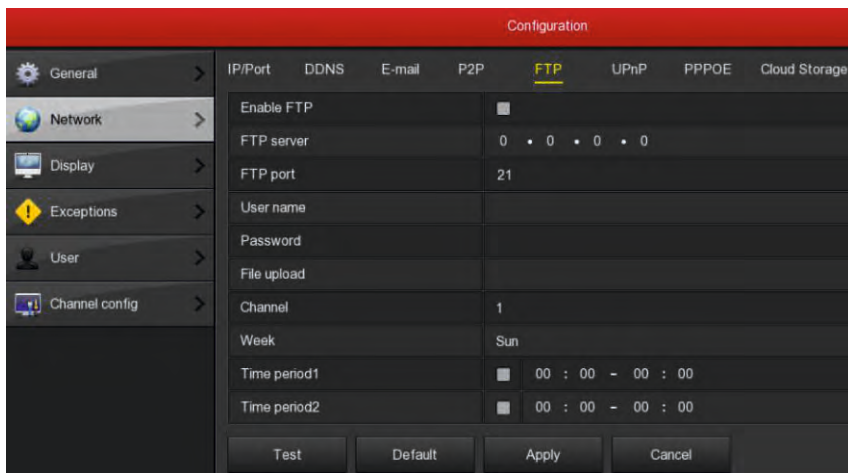 Configuration
General
Network
Display
Exceptions
User
Channel config
IP/Port DDNS E-mail P2P FTP UPnP PPPOE Cloud Storage
Enable FTP
FTP server 0 . 0 . 0 . 0
FTP port 21
User name
Password
File upload
Channel 1
Week Sun
Time period1 00 : 00 - 00 : 00
Time period2 00 : 00 - 00 : 00
Test Default Apply Cancel